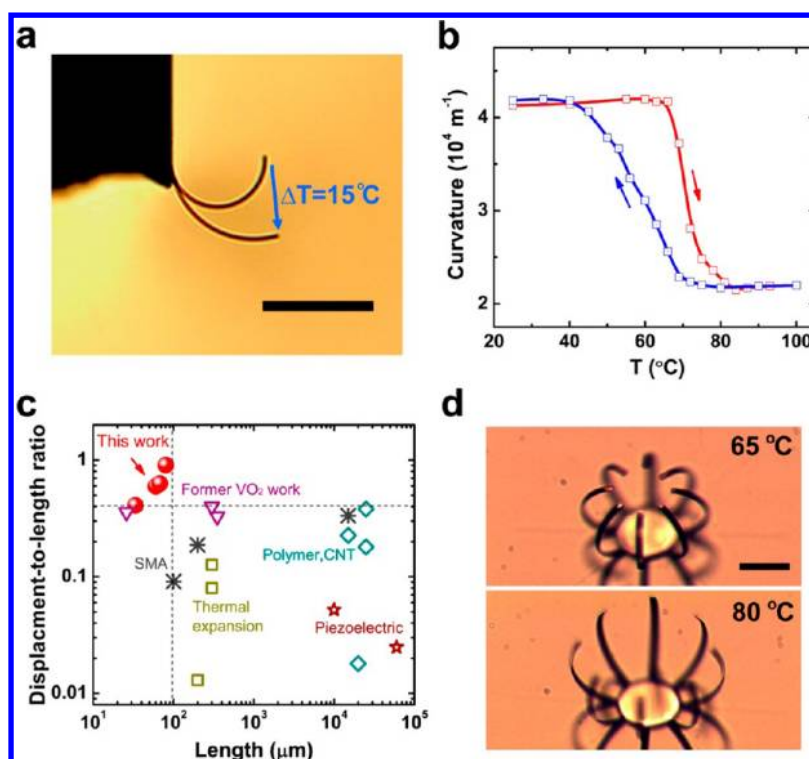 a
ΔT=15℃
b
Curvature (10⁴ m⁻¹)
4
3
2
20 40 60 80 100
T (°C)
c
Displacment-to-length ratio
1
0.1
0.01
This work
Former VO₂ work
SMA
Polymer,CNT
Thermal
expansion
Piezoelectric
10¹ 10² 10³ 10⁴ 10⁵
Length (μm)
d
65 °C
80 °C